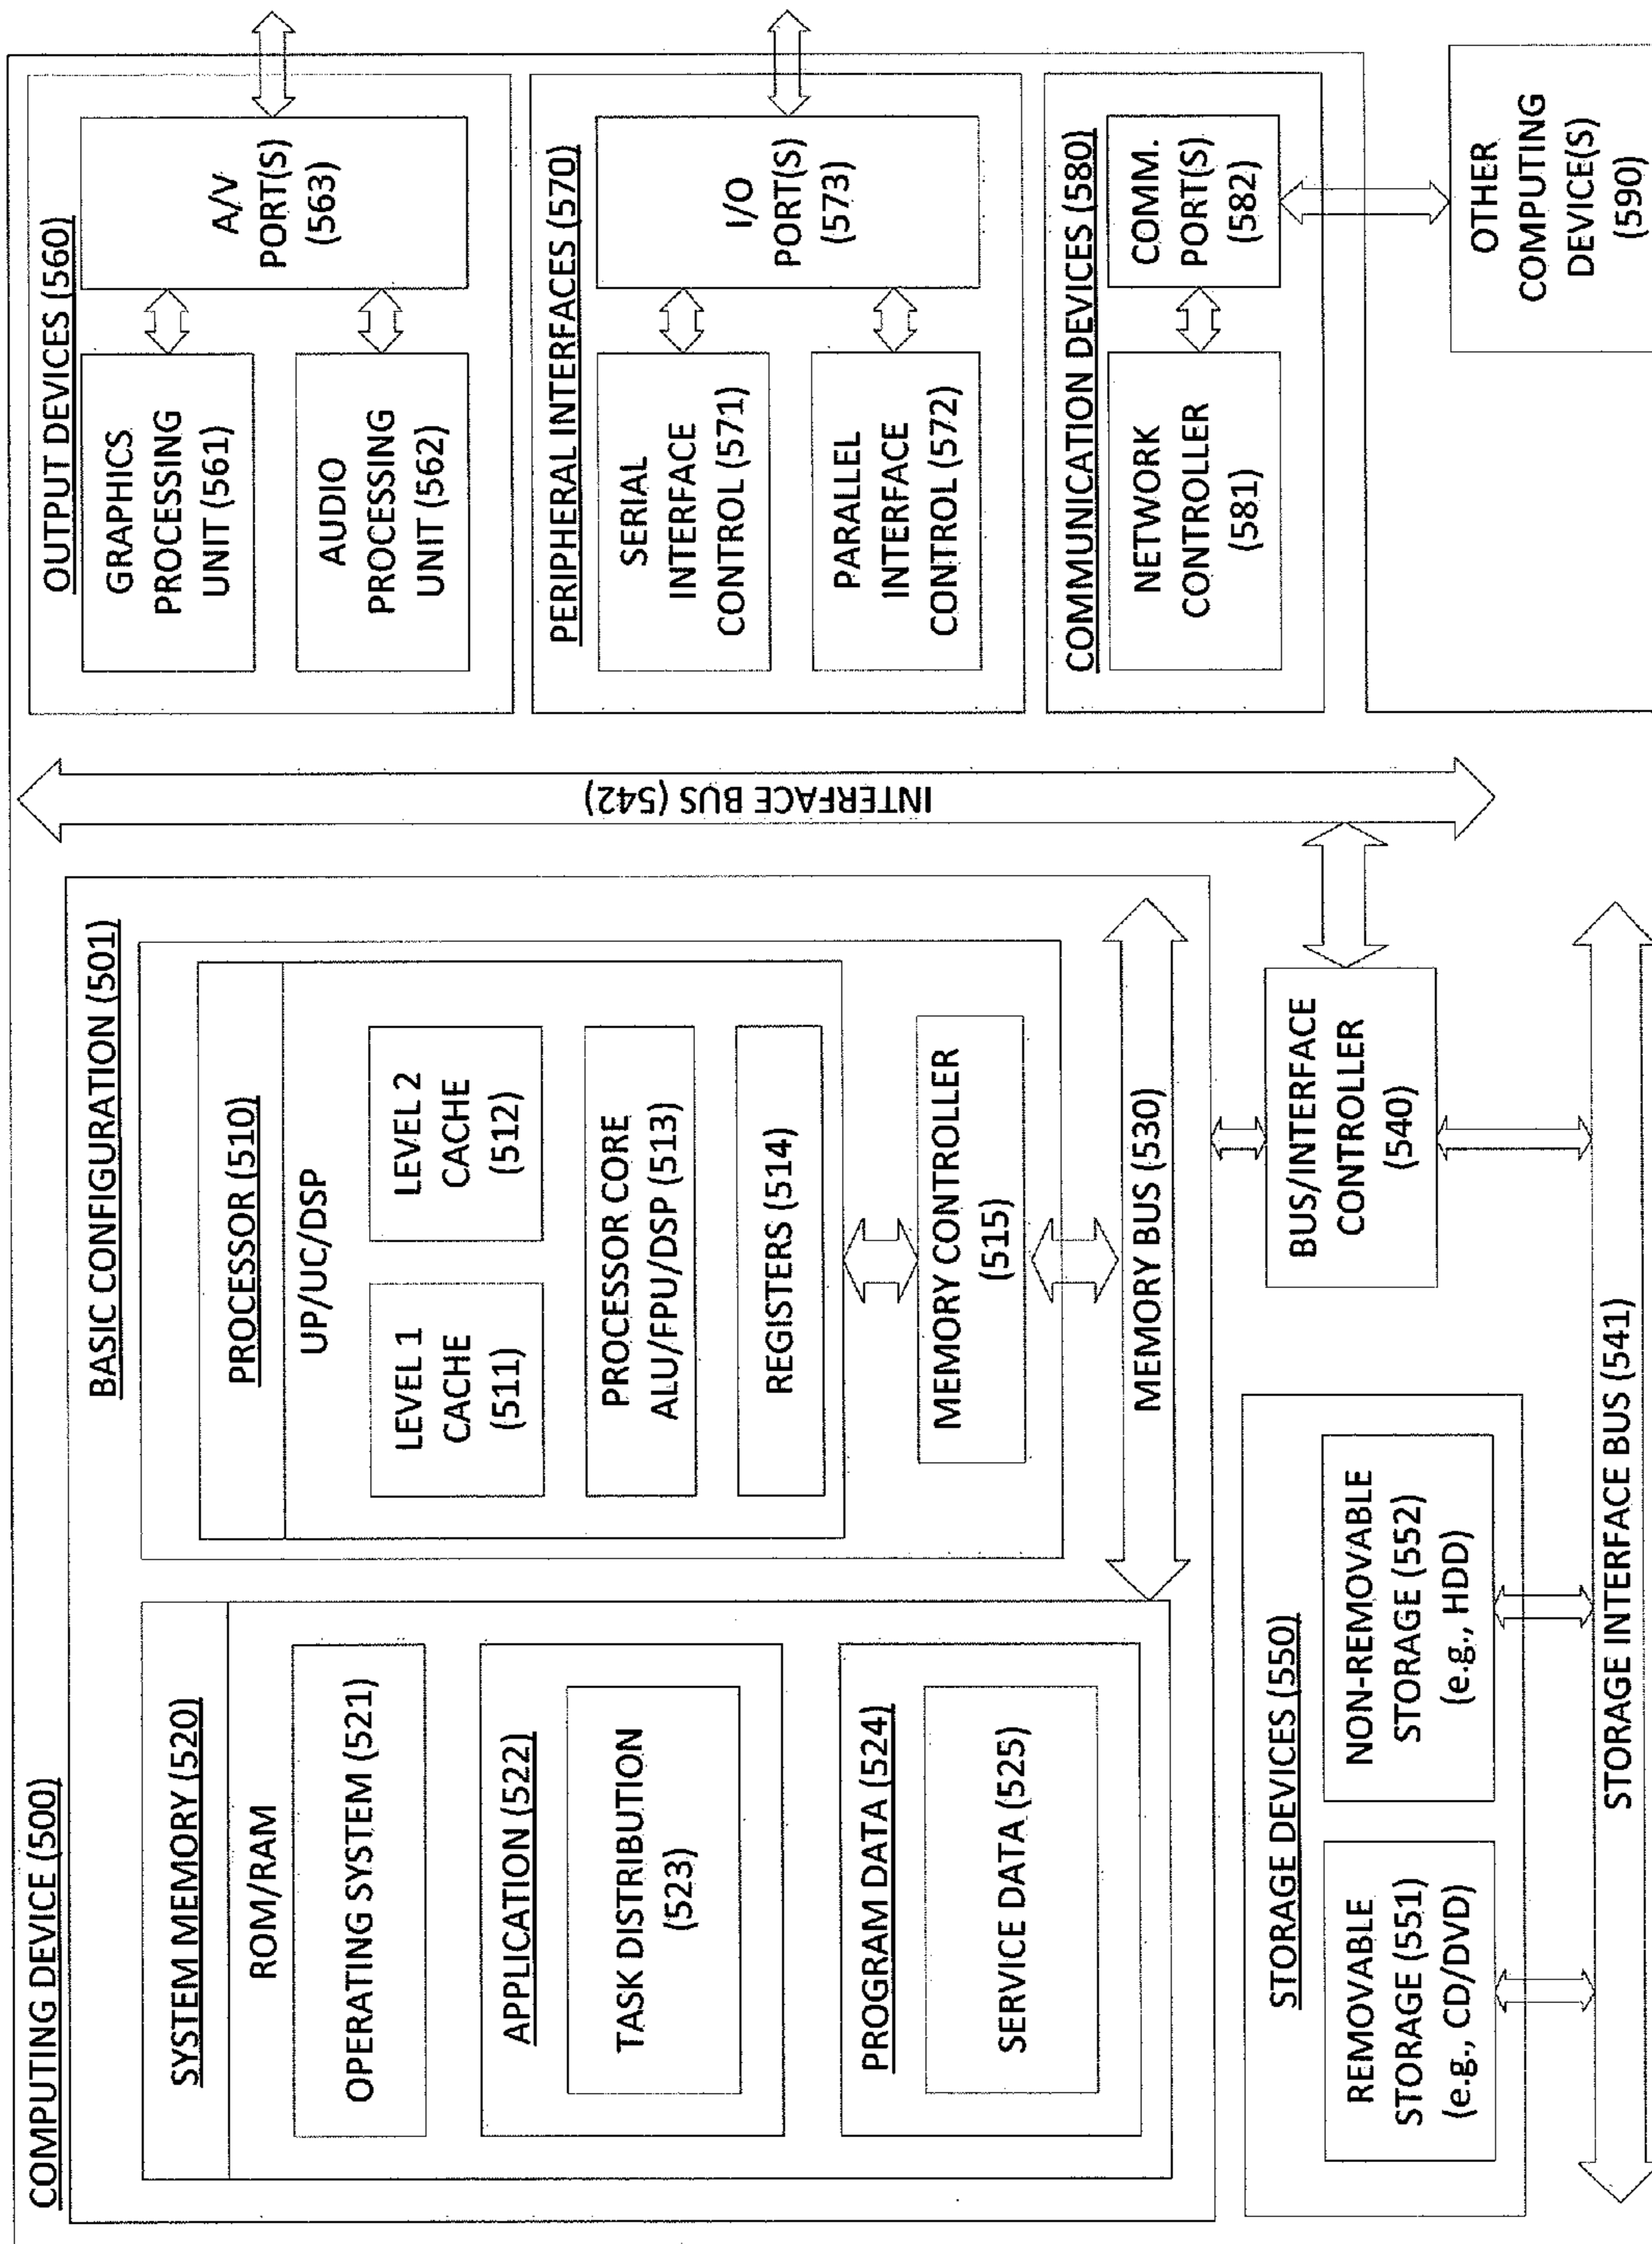 COMPUTING DEVICE (500)
BASIC CONFIGURATION (501)
SYSTEM MEMORY (520)
ROM/RAM
OPERATING SYSTEM (521)
APPLICATION (522)
TASK DISTRIBUTION
(523)
PROGRAM DATA (524)
SERVICE DATA (525)
PROCESSOR (510)
UP/UC/DSP
LEVEL 1
CACHE
(511)
LEVEL 2
CACHE
(512)
PROCESSOR CORE
ALU/FPU/DSP (513)
REGISTERS (514)
MEMORY CONTROLLER
(515)
MEMORY BUS (530)
BUS/INTERFACE
CONTROLLER
(540)
STORAGE DEVICES (550)
REMOVABLE
STORAGE (551)
(e.g., CD/DVD)
NON-REMOVABLE
STORAGE (552)
(e.g., HDD)
STORAGE INTERFACE BUS (541)
INTERFACE BUS (542)
OUTPUT DEVICES (560)
GRAPHICS
PROCESSING
UNIT (561)
AUDIO
PROCESSING
UNIT (562)
A/V
PORT(S)
(563)
PERIPHERAL INTERFACES (570)
SERIAL
INTERFACE
CONTROL (571)
PARALLEL
INTERFACE
CONTROL (572)
I/O
PORT(S)
(573)
COMMUNICATION DEVICES (580)
NETWORK
CONTROLLER
(581)
COMM.
PORT(S)
(582)
OTHER
COMPUTING
DEVICE(S)
(590)